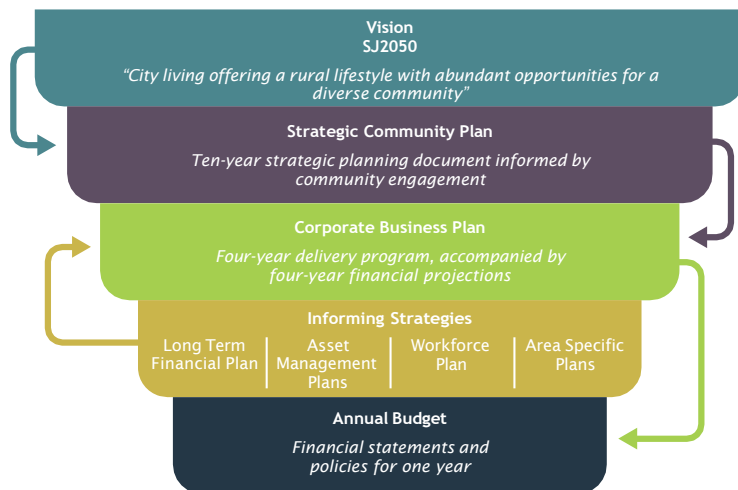 Vision
SJ2050
“City living offering a rural lifestyle with abundant opportunities for a
diverse community”
Strategic Community Plan
Ten-year strategic planning document informed by
community engagement
Corporate Business Plan
Four-year delivery program, accompanied by
four-year financial projections
Informing Strategies
Long Term
Financial Plan
Asset
Management
Plans
Workforce
Plan
Area Specific
Plans
Annual Budget
Financial statements and
policies for one year